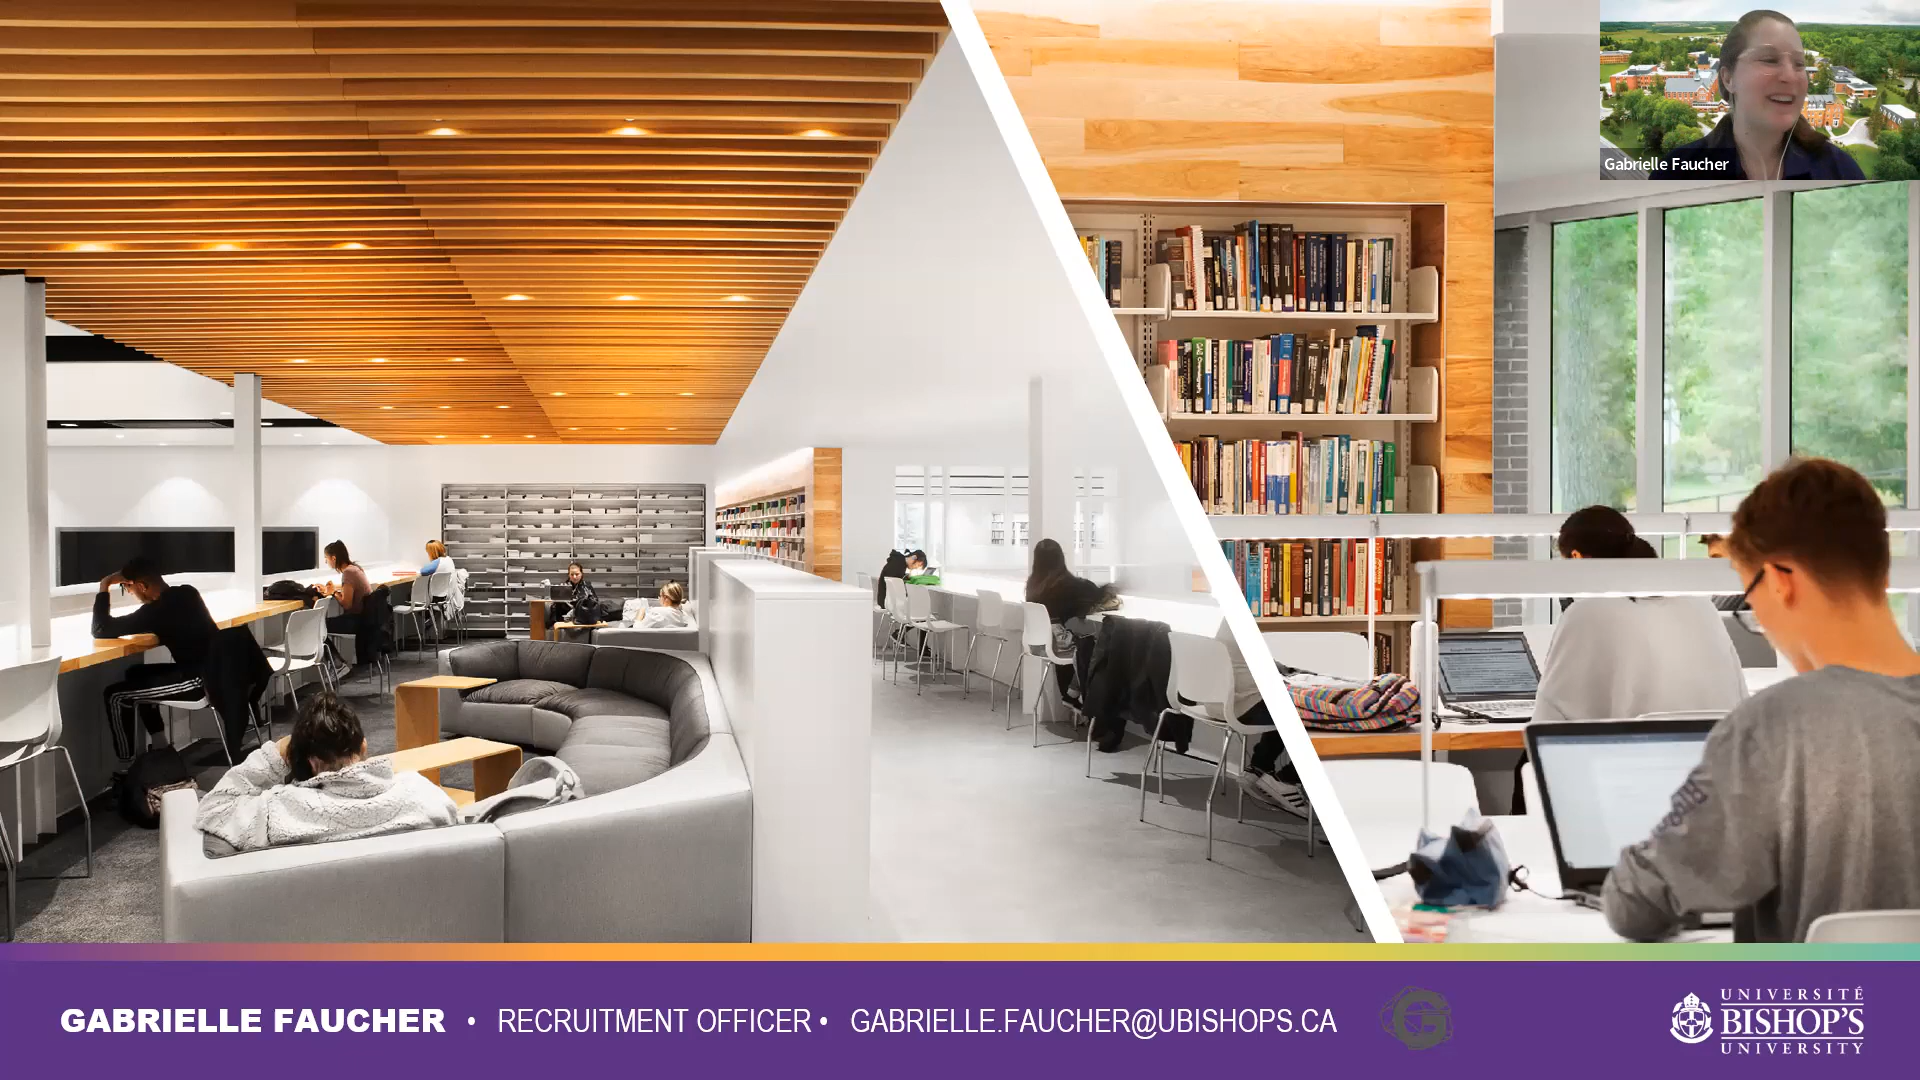 Gabrielle Faucher
GABRIELLE FAUCHER • RECRUITMENT OFFICER • GABRIELLE.FAUCHER@UBISHOPS.CA
G
UNIVERSITÉ
BISHOP'S
UNIVERSITY